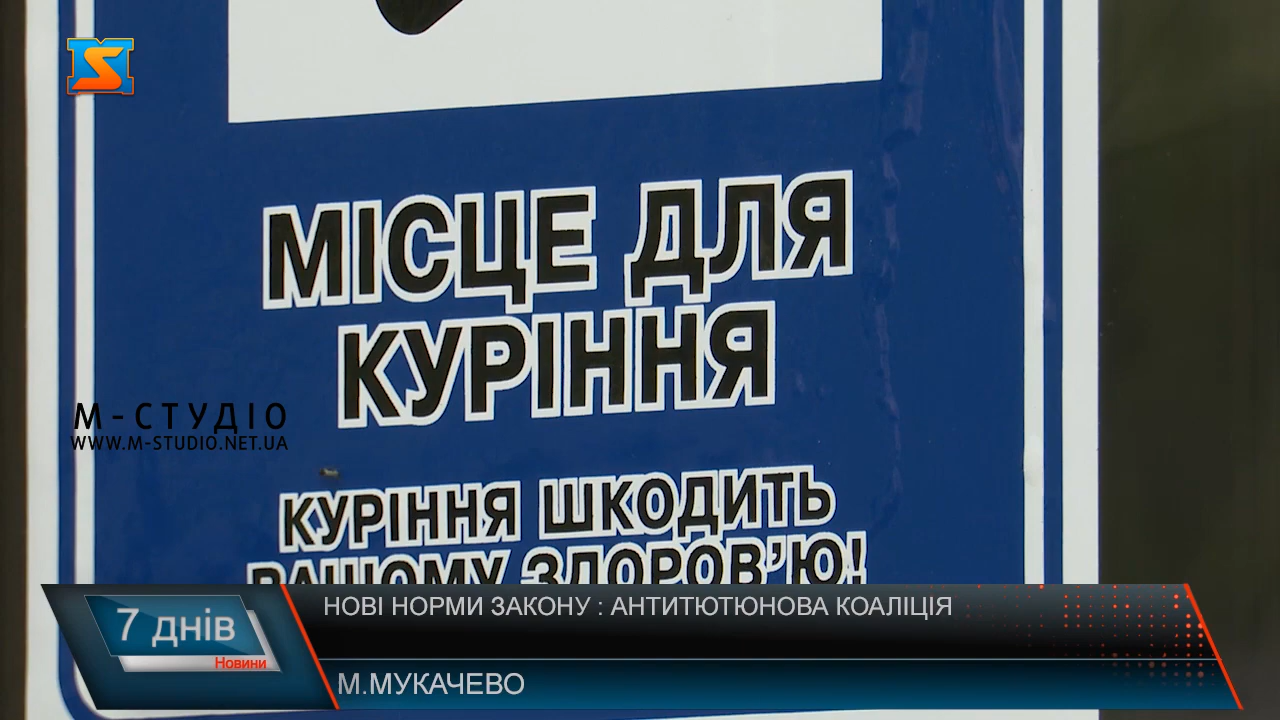 МІСЦЕ ДЛЯ
КУРІННЯ
М-СТУДІО
WWW.M-STUDIO.NET.UA
КУРІННЯ ШКОДИТЬ
ВАШОМУ ЗДОРОВ’Ю!
7 днів
Новини
НОВІ НОРМИ ЗАКОНУ : АНТИТЮТЮНОВА КОАЛІЦІЯ
М.МУКАЧЕВО